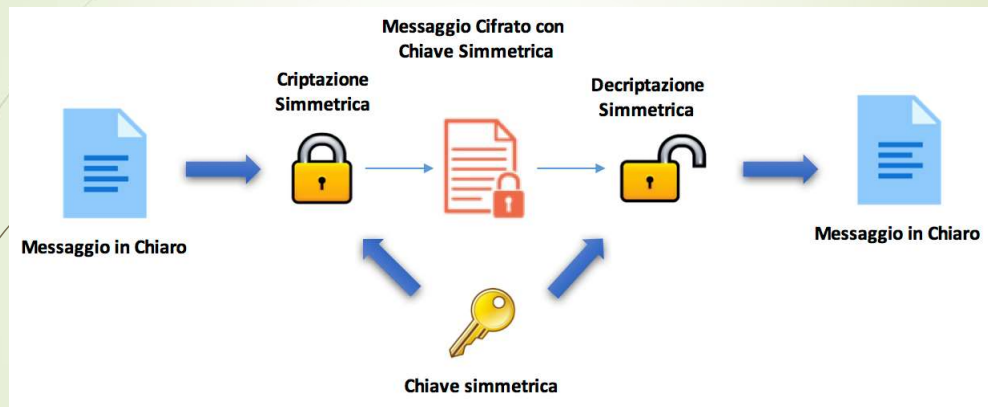 Messaggio Cifrato con
Chiave Simmetrica
Criptazione
Simmetrica
Decriptazione
Simmetrica
Messaggio in Chiaro
Messaggio in Chiaro
Chiave simmetrica